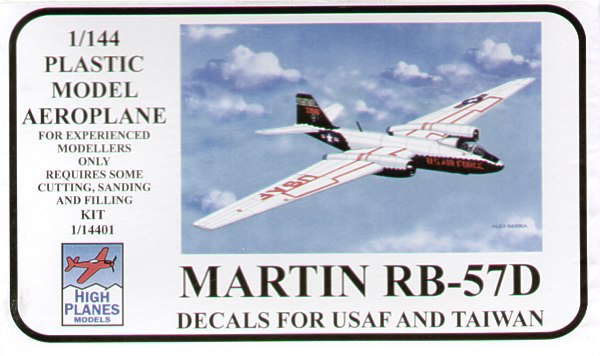 1/144
PLASTIC
MODEL
AEROPLANE
FOR EXPERIENCED
MODELLERS
ONLY
REQUIRES SOME
CUTTING, SANDING
AND FILLING
KIT
1/14401
HIGH
PLANES
MODELS
U.S. AIR FORCE
USAF
MARTIN RB-57D
DECALS FOR USAF AND TAIWAN